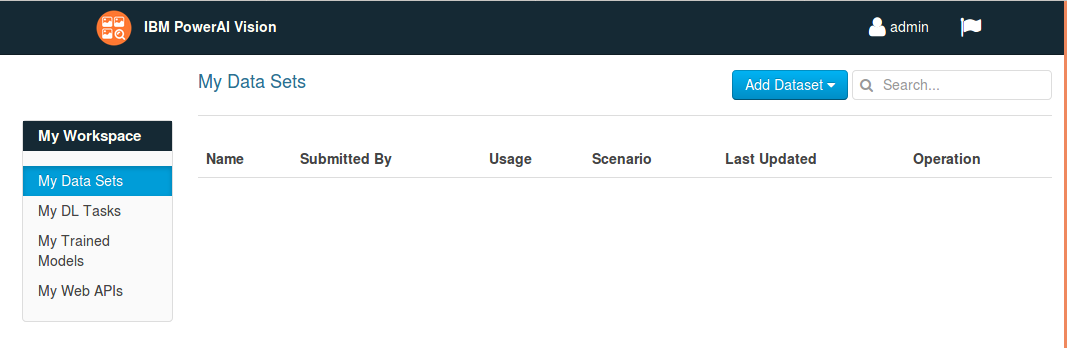 IBM PowerAI Vision
admin
My Data Sets
Add Dataset
Search...
My Workspace
My Data Sets
My DL Tasks
My Trained
Models
My Web APIs
Name Submitted By Usage Scenario Last Updated Operation